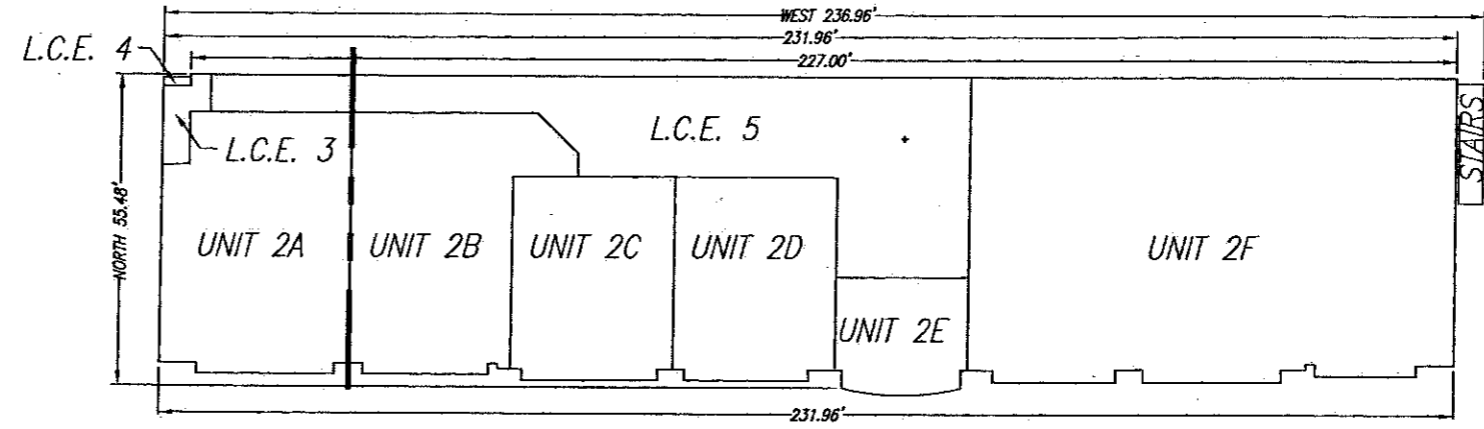 WEST 236.96'
231.96'
227.00'
L.C.E. 4
L.C.E. 3
L.C.E. 5
STAIRS
NORTH 55.48'
UNIT 2A
UNIT 2B
UNIT 2C
UNIT 2D
UNIT 2E
UNIT 2F
231.96'